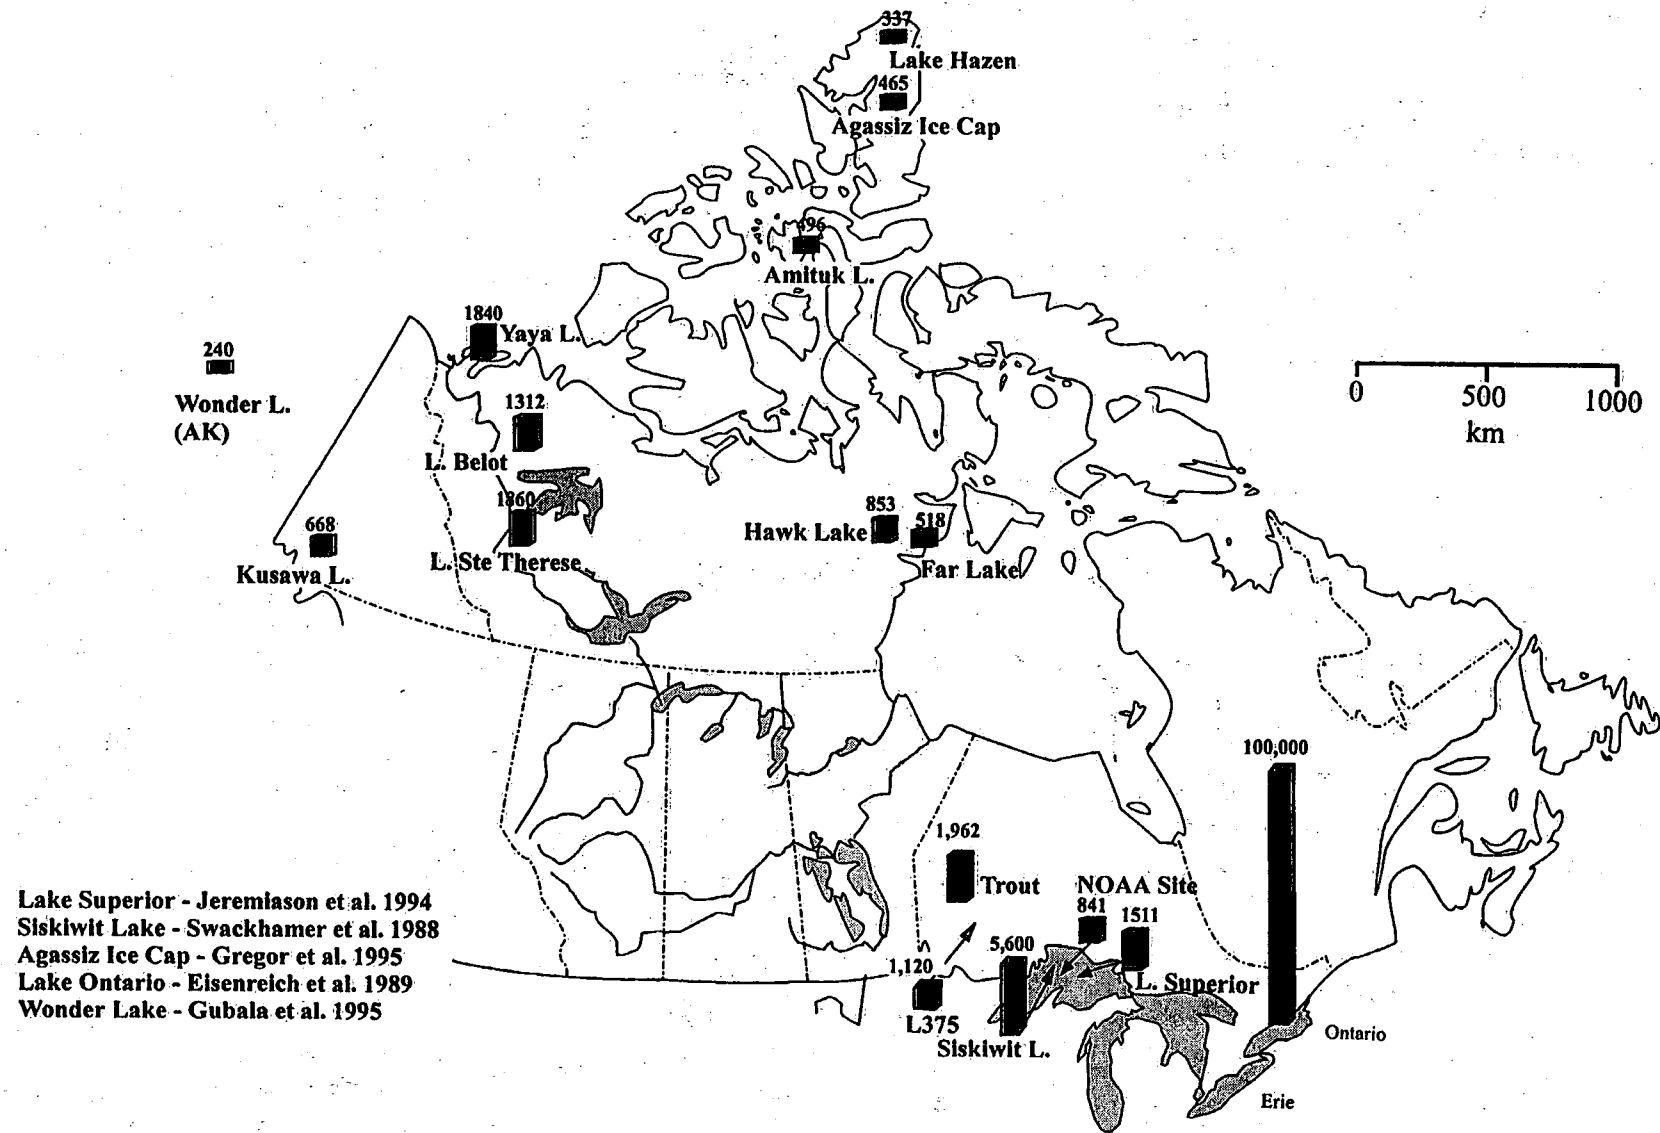 337
Lake Hazen
465
Agassiz Ice Cap
496
Amituk L.
1840
Yaya L.
240
Wonder L.
(AK)
1312
L. Belot
1860
L. Ste Therese
668
Kusawa L.
853
Hawk Lake
518
Far Lake
0 500 1000
km
100,000
1,962
Trout
NOAA Site
841
1511
L. Superior
5,600
Siskiwit L.
1,120
L375
Ontario
Erie
Lake Superior - Jeremiason et al. 1994
Siskiwit Lake - Swackhamer et al. 1988
Agassiz Ice Cap - Gregor et al. 1995
Lake Ontario - Eisenreich et al. 1989
Wonder Lake - Gubala et al. 1995